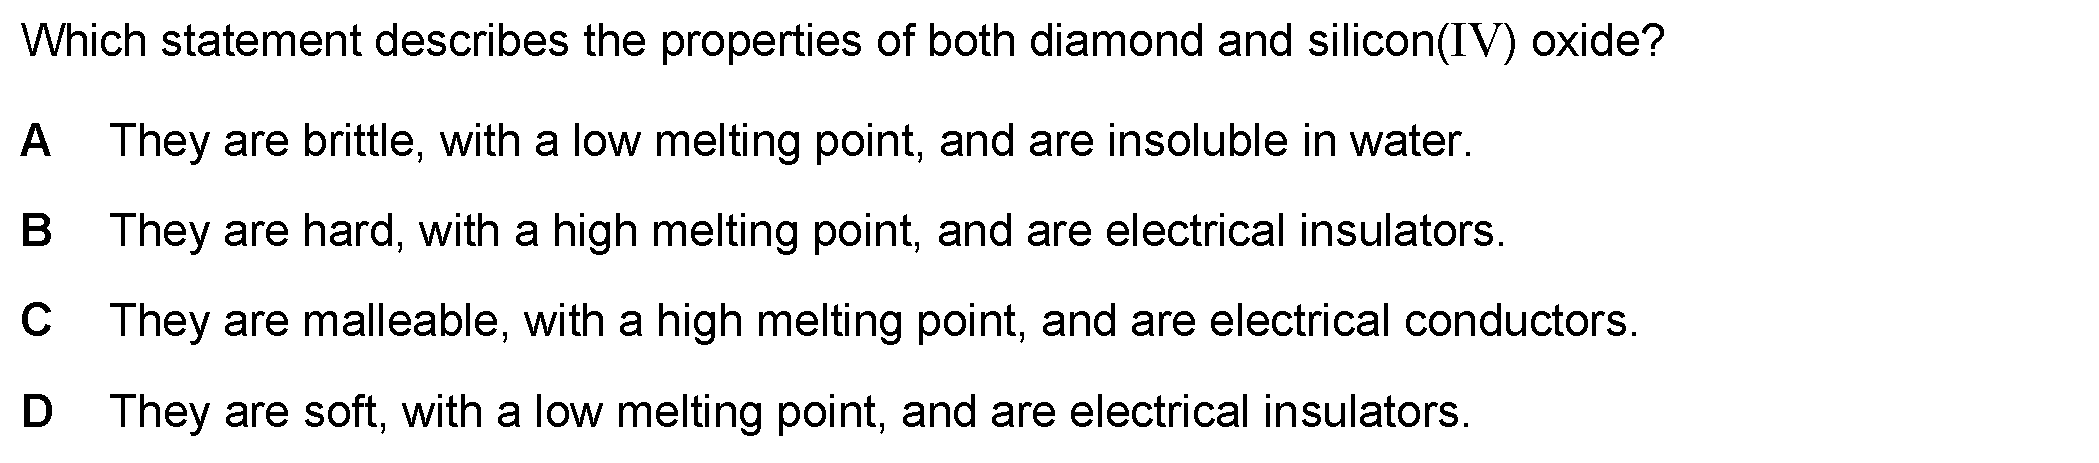 Which statement describes the properties of both diamond and silicon(IV) oxide?
A They are brittle, with a low melting point, and are insoluble in water.
B They are hard, with a high melting point, and are electrical insulators.
C They are malleable, with a high melting point, and are electrical conductors.
D They are soft, with a low melting point, and are electrical insulators.